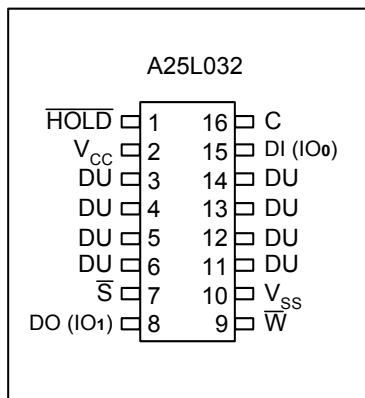 A25L032
HOLD 1 16 C
VCC 2 15 DI (IO0)
DU 3 14 DU
DU 4 13 DU
DU 5 12 DU
DU 6 11 DU
S 7 10 VSS
DO (IO1) 8 9 W